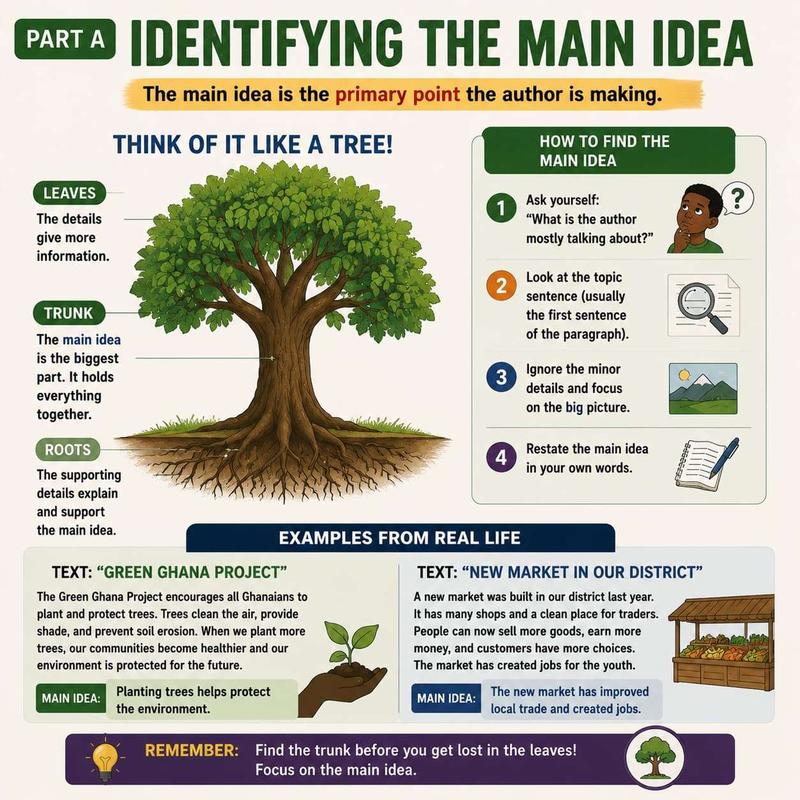 PART A
IDENTIFYING THE MAIN IDEA
The main idea is the primary point the author is making.
THINK OF IT LIKE A TREE!
LEAVES
The details
give more
information.
TRUNK
The main idea
is the biggest
part. It holds
everything
together.
ROOTS
The supporting
details explain
and support
the main idea.
HOW TO FIND THE
MAIN IDEA
1
Ask yourself:
“What is the author
mostly talking about?”
?
2
Look at the topic
sentence (usually
the first sentence
of the paragraph).
3
Ignore the minor
details and focus
on the big picture.
4
Restate the main idea
in your own words.
EXAMPLES FROM REAL LIFE
TEXT: “GREEN GHANA PROJECT”
The Green Ghana Project encourages all Ghanaians to
plant and protect trees. Trees clean the air, provide
shade, and prevent soil erosion. When we plant more
trees, our communities become healthier and our
environment is protected for the future.
MAIN IDEA:
Planting trees helps protect
the environment.
TEXT: “NEW MARKET IN OUR DISTRICT”
A new market was built in our district last year.
It has many shops and a clean place for traders.
People can now sell more goods, earn more
money, and customers have more choices.
The market has created jobs for the youth.
MAIN IDEA:
The new market has improved
local trade and created jobs.
REMEMBER:
Find the trunk before you get lost in the leaves!
Focus on the main idea.